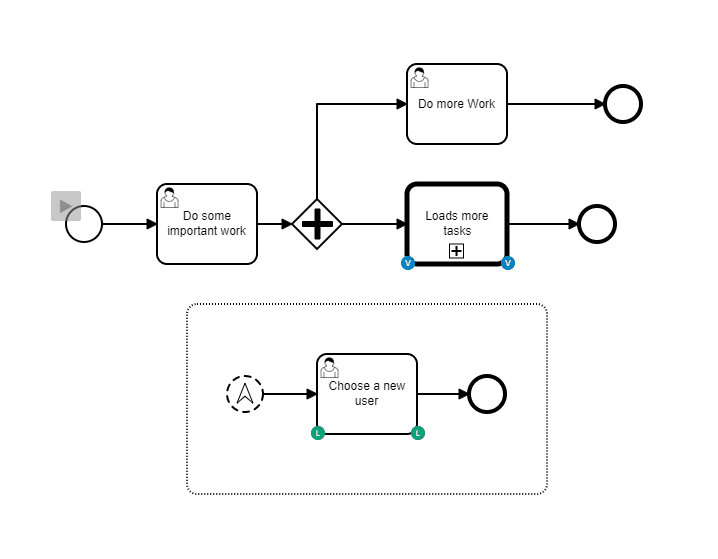 Do more Work
Do some
important work
Loads more
tasks
V
V
Choose a new
user
L
L